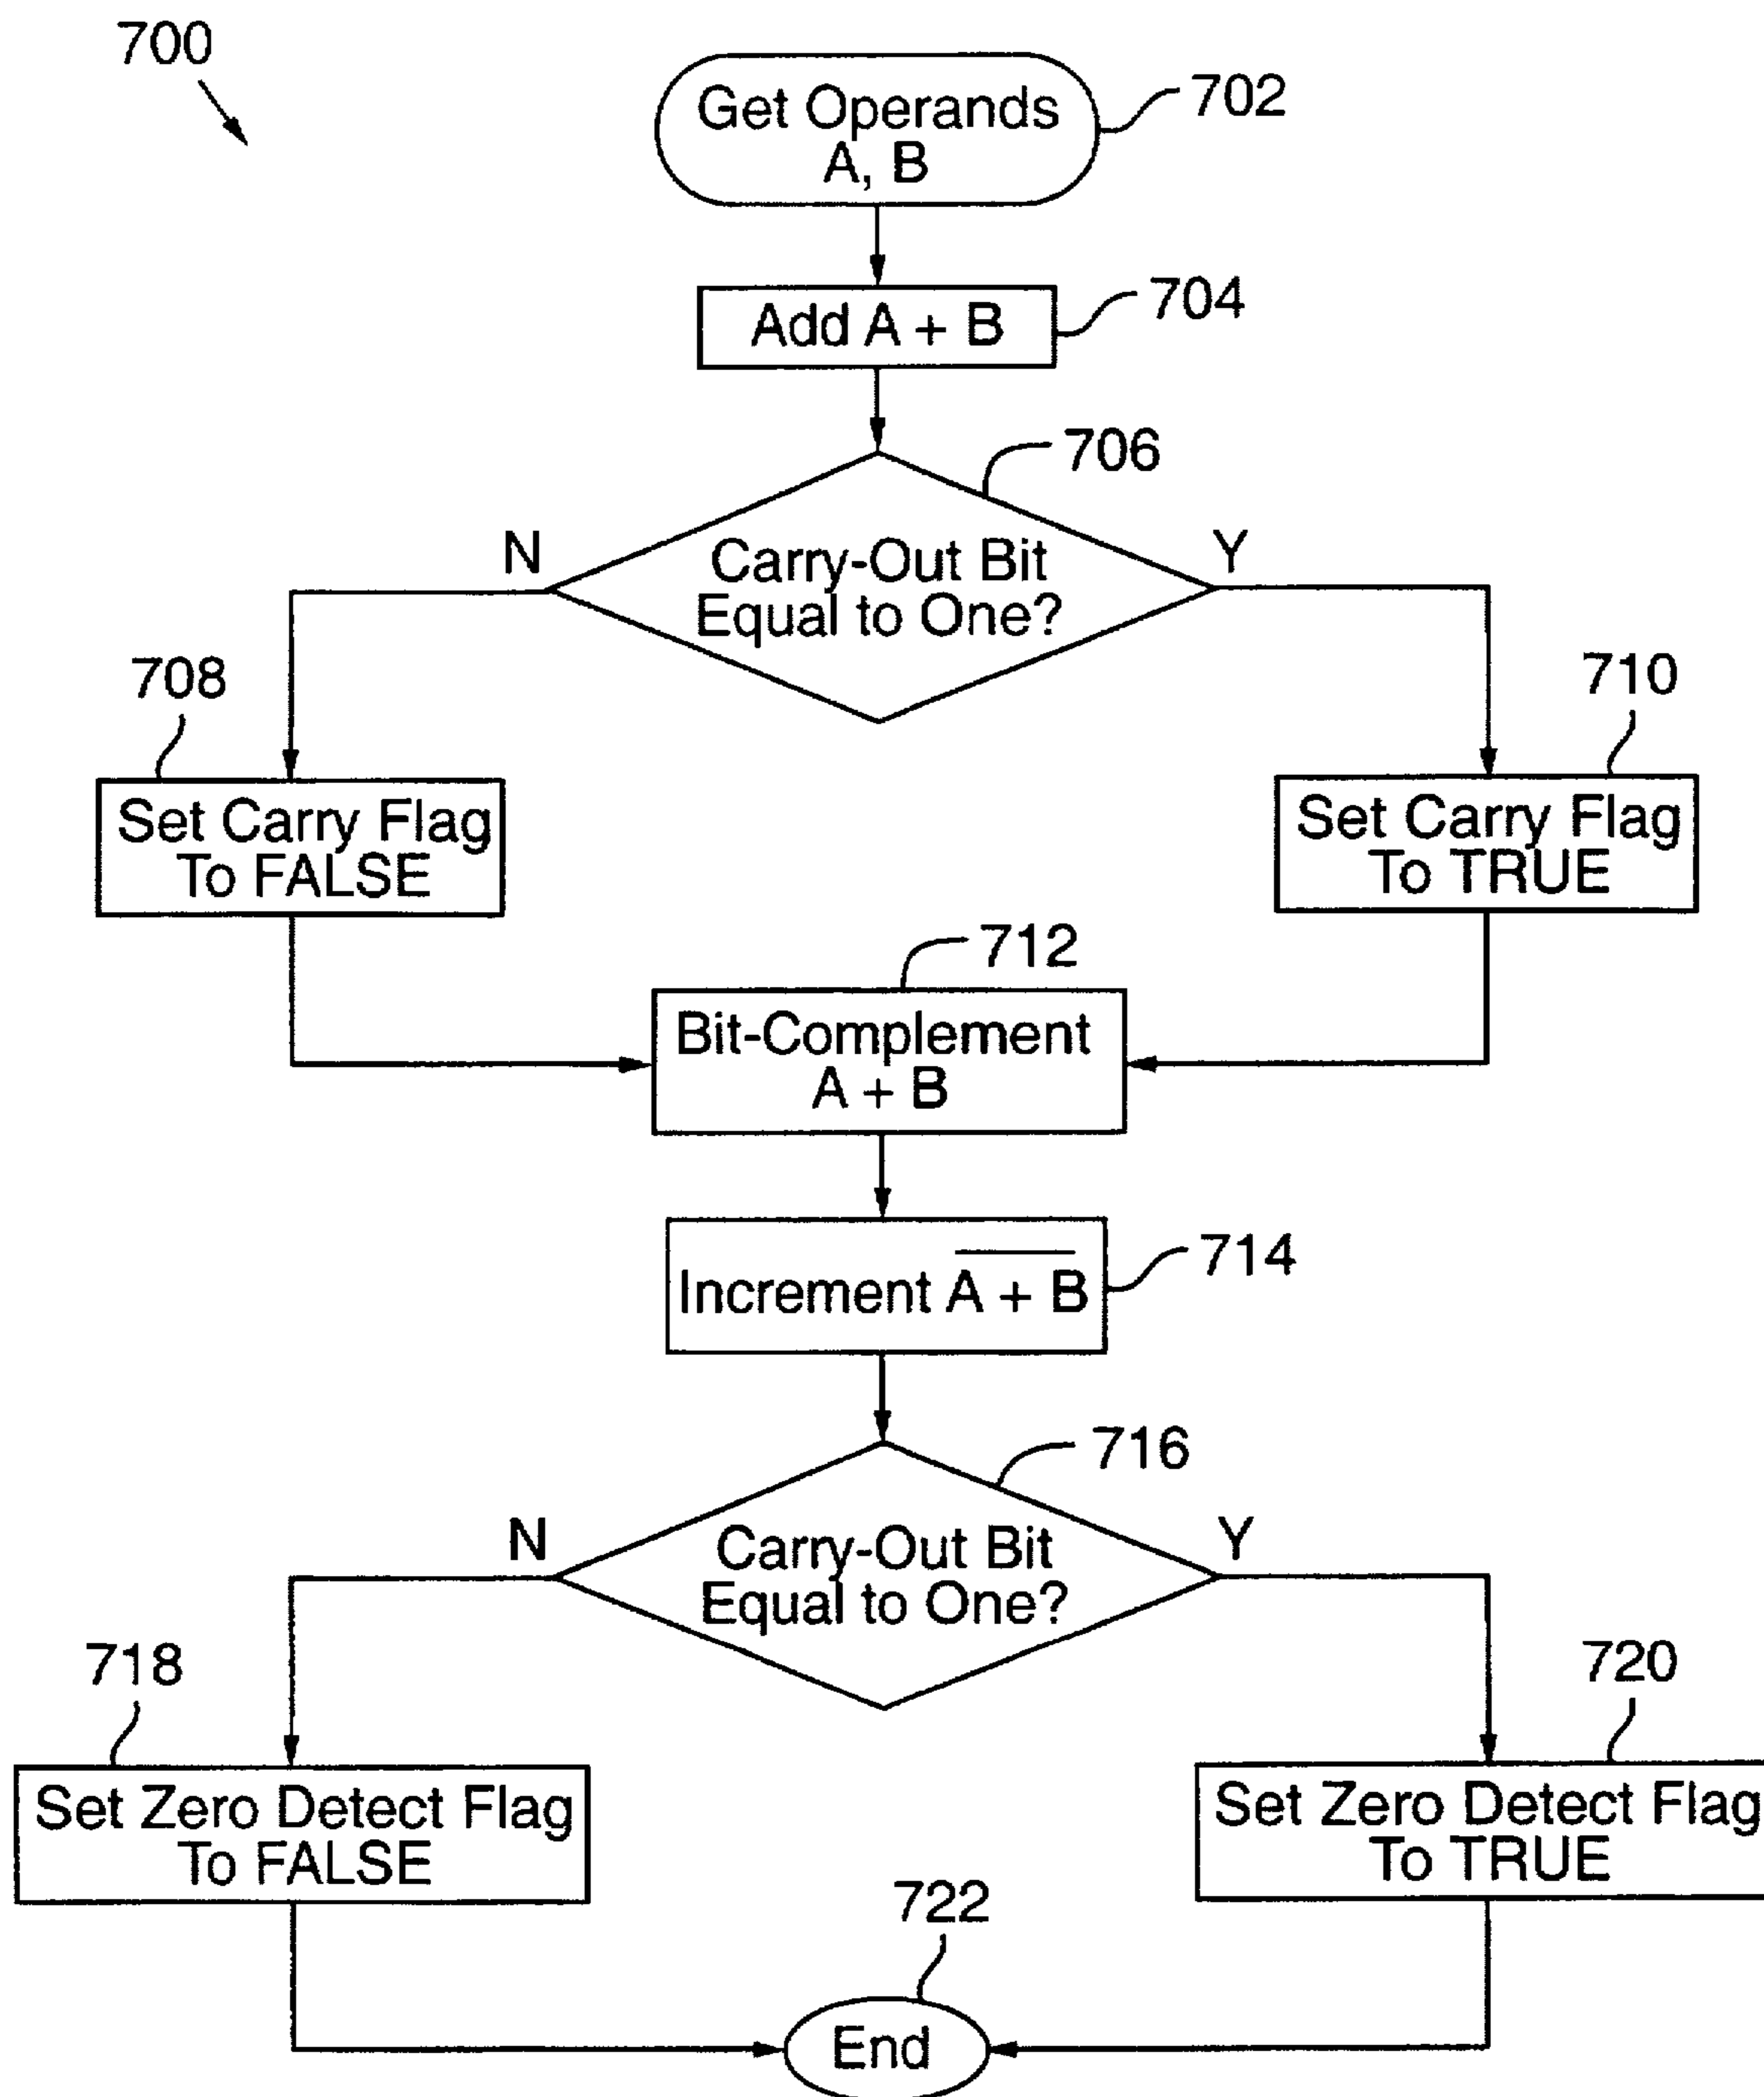 700
Get Operands
A, B
702
Add A + B
704
706
N
Carry-Out Bit
Equal to One?
Y
708
Set Carry Flag
To FALSE
710
Set Carry Flag
To TRUE
712
Bit-Complement
A + B
Increment A̅ ̅+̅ ̅B̅
714
716
N
Carry-Out Bit
Equal to One?
Y
718
Set Zero Detect Flag
To FALSE
720
Set Zero Detect Flag
To TRUE
722
End